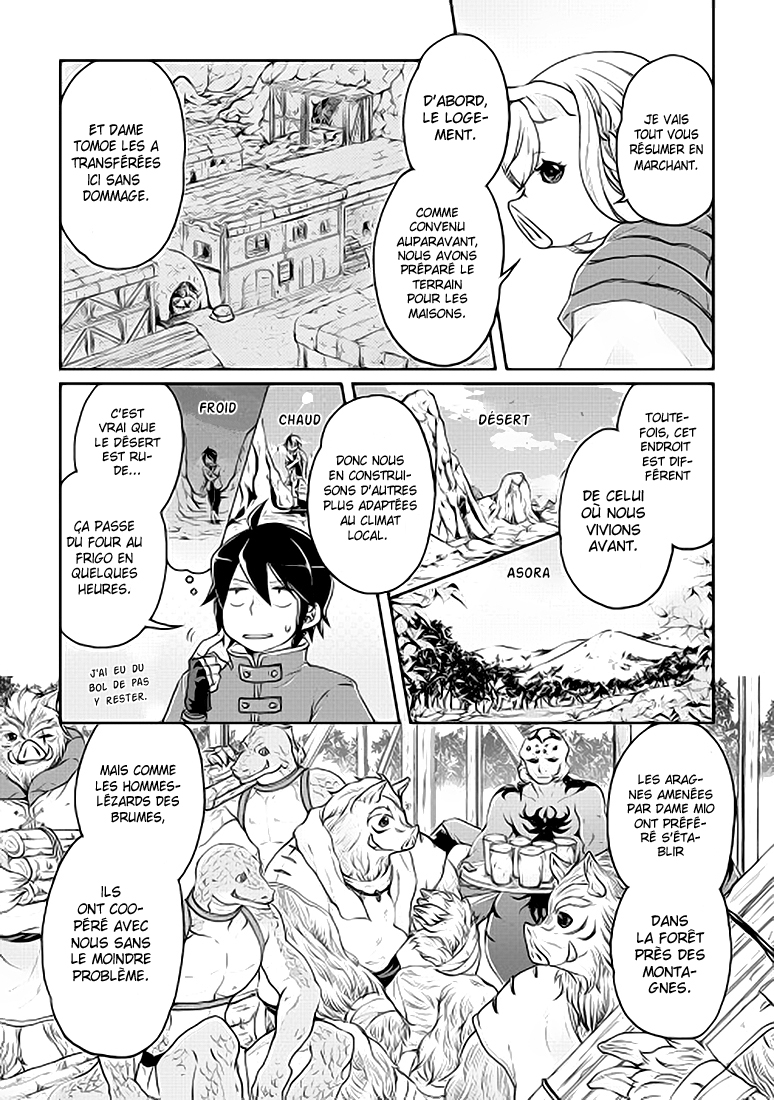 JE VAIS
TOUT VOUS
RÉSUMER EN
MARCHANT.
D'ABORD,
LE LOGE-
MENT.
COMME
CONVENU
AUPARAVANT,
NOUS AVONS
PRÉPARÉ LE
TERRAIN
POUR LES
MAISONS.
ET DAME
TOMOE LES A
TRANSFÉRÉES
ICI SANS
DOMMAGE.
TOUTE-
FOIS, CET
ENDROIT
EST DIF-
FÉRENT
DE CELUI
OÙ NOUS
VIVIONS
AVANT.
DÉSERT
ASORA
DONC NOUS
EN CONSTRUI-
SONS D'AUTRES
PLUS ADAPTÉES
AU CLIMAT
LOCAL.
CHAUD
FROID
C'EST
VRAI QUE
LE DÉSERT
EST RU-
DE...
ÇA PASSE
DU FOUR AU
FRIGO EN
QUELQUES
HEURES.
J'AI EU DU
BOL DE PAS
Y RESTER.
LES ARAG-
NES AMENÉES
PAR DAME MIO
ONT PRÉFÉ-
RÉ S'ÉTA-
BLIR
DANS
LA FORÊT
PRÈS DES
MONTA-
GNES.
MAIS COMME
LES HOMMES-
LÉZARDS DES
BRUMES,
ILS
ONT COO-
PÉRÉ AVEC
NOUS SANS
LE MOINDRE
PROBLÈME.